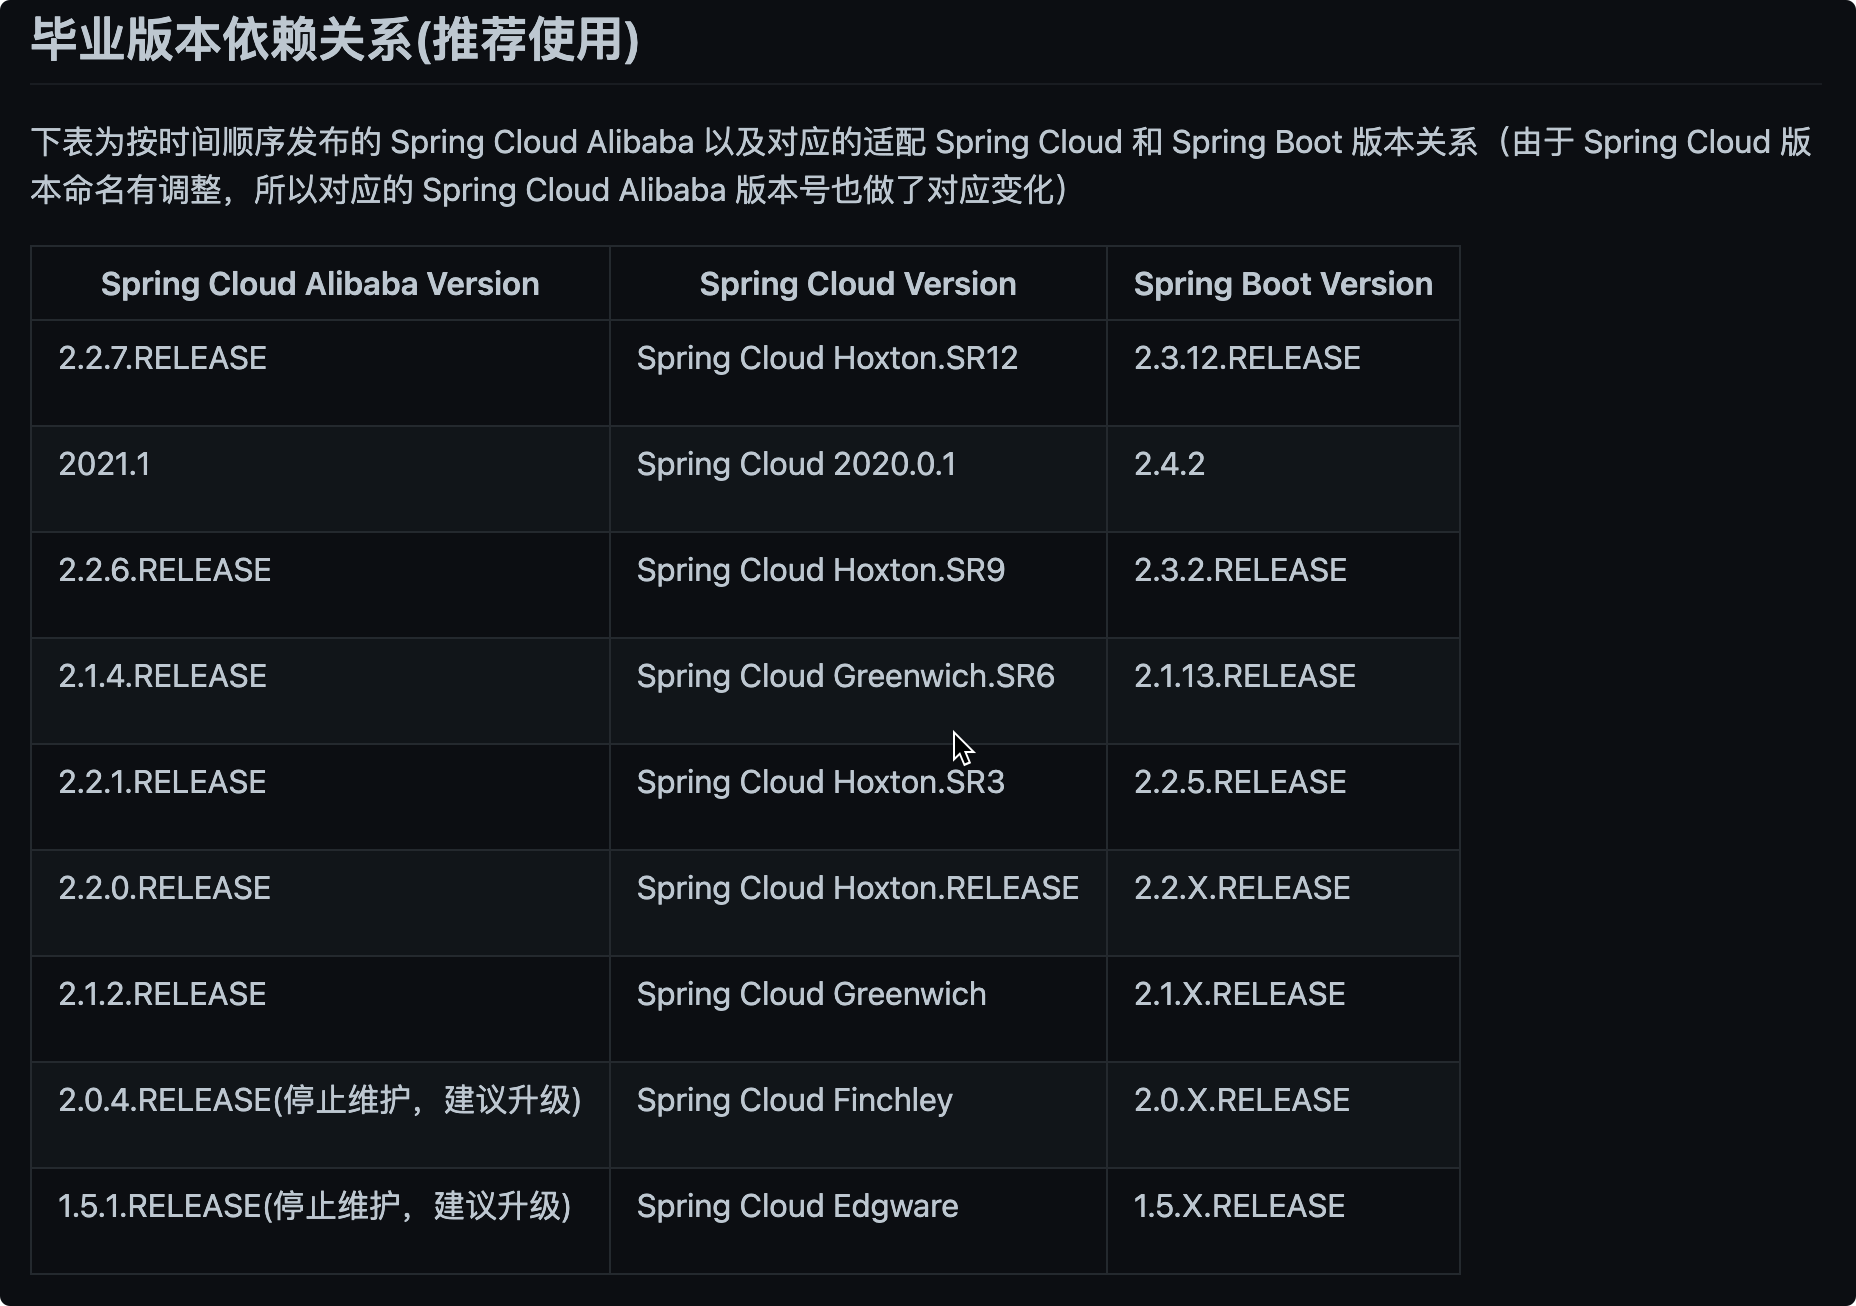 毕业版本依赖关系(推荐使用)
下表为按时间顺序发布的 Spring Cloud Alibaba 以及对应的适配 Spring Cloud 和 Spring Boot 版本关系（由于 Spring Cloud 版
本命名有调整，所以对应的 Spring Cloud Alibaba 版本号也做了对应变化）
Spring Cloud Alibaba Version Spring Cloud Version Spring Boot Version
2.2.7.RELEASE Spring Cloud Hoxton.SR12 2.3.12.RELEASE
2021.1 Spring Cloud 2020.0.1 2.4.2
2.2.6.RELEASE Spring Cloud Hoxton.SR9 2.3.2.RELEASE
2.1.4.RELEASE Spring Cloud Greenwich.SR6 2.1.13.RELEASE
2.2.1.RELEASE Spring Cloud Hoxton.SR3 2.2.5.RELEASE
2.2.0.RELEASE Spring Cloud Hoxton.RELEASE 2.2.X.RELEASE
2.1.2.RELEASE Spring Cloud Greenwich 2.1.X.RELEASE
2.0.4.RELEASE(停止维护，建议升级) Spring Cloud Finchley 2.0.X.RELEASE
1.5.1.RELEASE(停止维护，建议升级) Spring Cloud Edgware 1.5.X.RELEASE